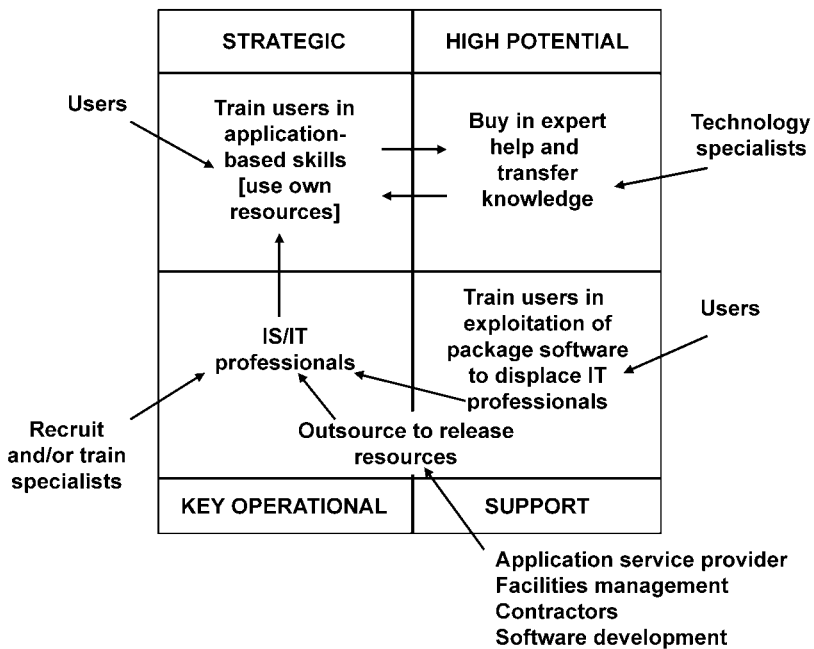 STRATEGIC
HIGH POTENTIAL
Users
Train users in
application-
based skills
[use own
resources]
Buy in expert
help and
transfer
knowledge
Technology
specialists
IS/IT
professionals
Train users in
exploitation of
package software
to displace IT
professionals
Users
Recruit
and/or train
specialists
Outsource to release
resources
KEY OPERATIONAL
SUPPORT
Application service provider
Facilities management
Contractors
Software development